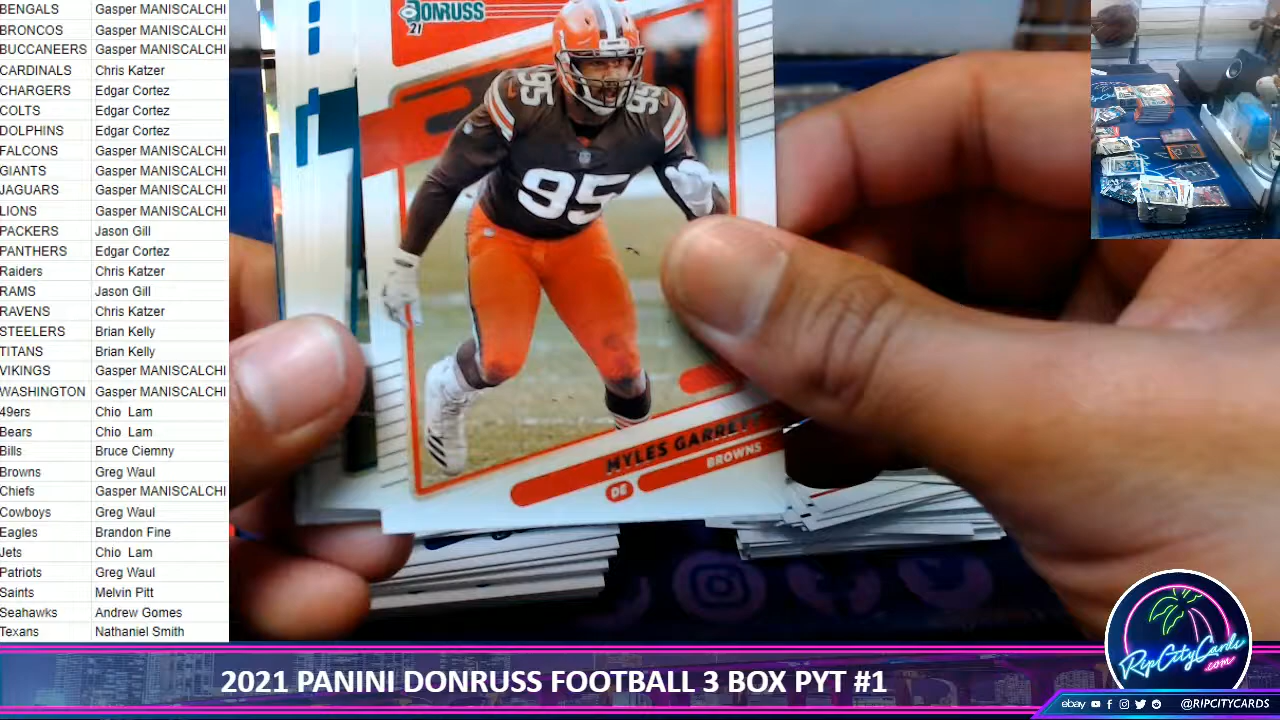 BENGALS Gasper MANISCALCHI
BRONCOS Gasper MANISCALCHI
BUCCANEERS Gasper MANISCALCHI
CARDINALS Chris Katzer
CHARGERS Edgar Cortez
COLTS Edgar Cortez
DOLPHINS Edgar Cortez
FALCONS Gasper MANISCALCHI
GIANTS Gasper MANISCALCHI
JAGUARS Gasper MANISCALCHI
LIONS Gasper MANISCALCHI
PACKERS Jason Gill
PANTHERS Edgar Cortez
Raiders Chris Katzer
RAMS Jason Gill
RAVENS Chris Katzer
STEELERS Brian Kelly
TITANS Brian Kelly
VIKINGS Gasper MANISCALCHI
WASHINGTON Gasper MANISCALCHI
49ers Chio Lam
Bears Chio Lam
Bills Bruce Ciemny
Browns Greg Waul
Chiefs Gasper MANISCALCHI
Cowboys Greg Waul
Eagles Brandon Fine
Jets Chio Lam
Patriots Greg Waul
Saints Melvin Pitt
Seahawks Andrew Gomes
Texans Nathaniel Smith
DONRUSS
21
95
95
95
MYLES GARRETT
DE BROWNS
RipCityCards
.com
2021 PANINI DONRUSS FOOTBALL 3 BOX PYT #1
ebay @RIPCITYCARDS